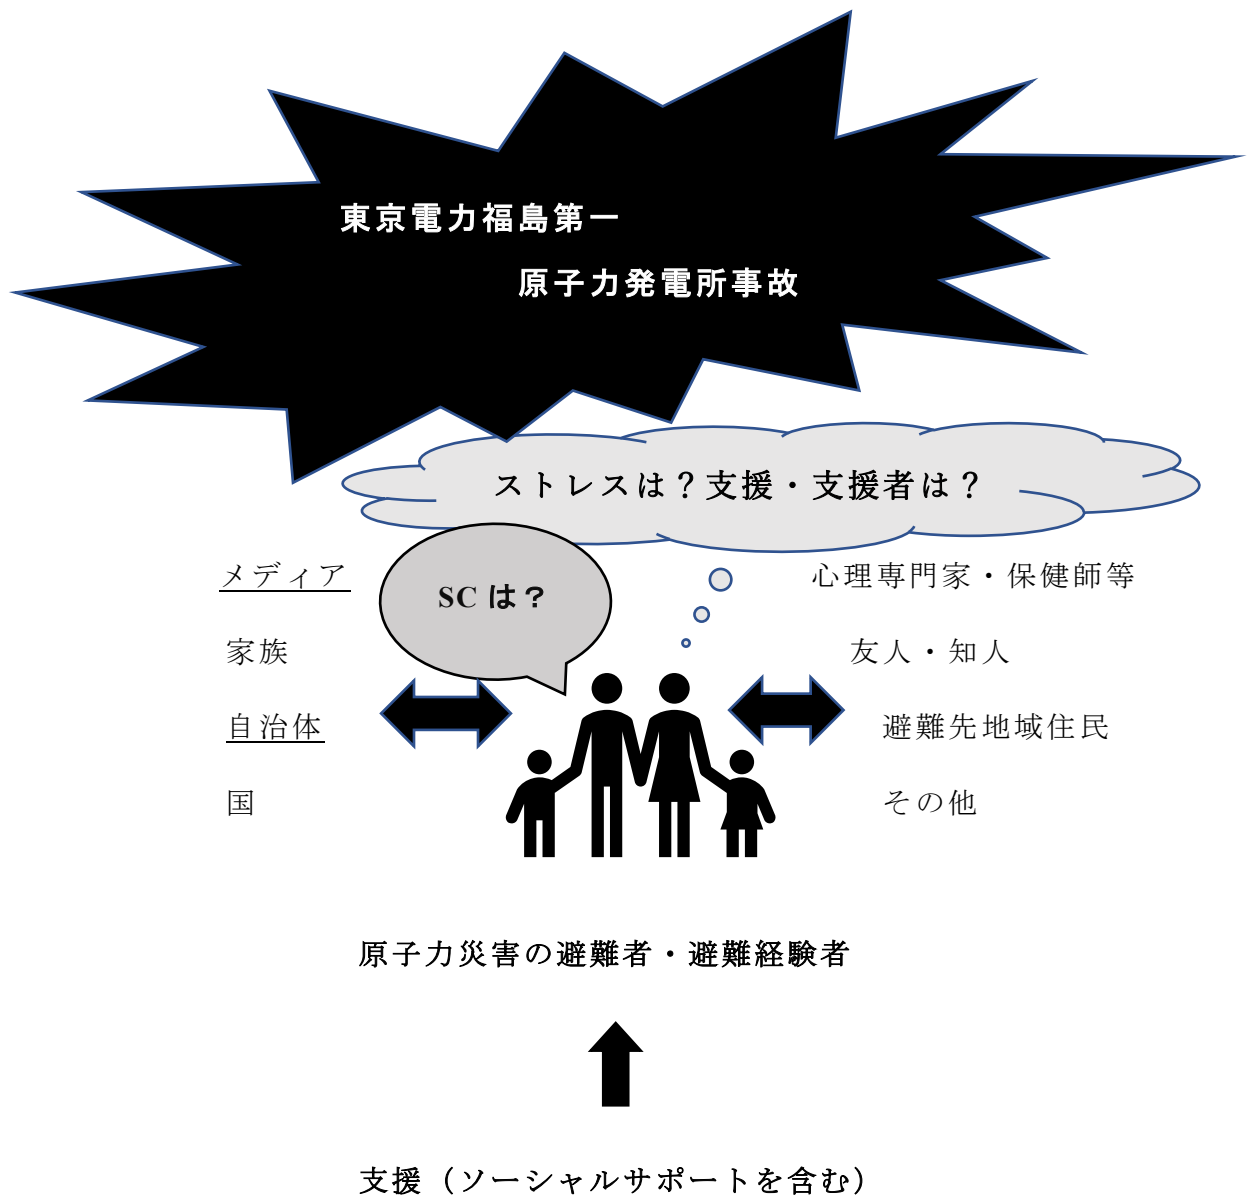 東京電力福島第一
原子力発電所事故
ストレスは？支援・支援者は？
SC は？
メディア
家族
自治体
国
心理専門家・保健師等
友人・知人
避難先地域住民
その他
原子力災害の避難者・避難経験者
支援（ソーシャルサポートを含む）